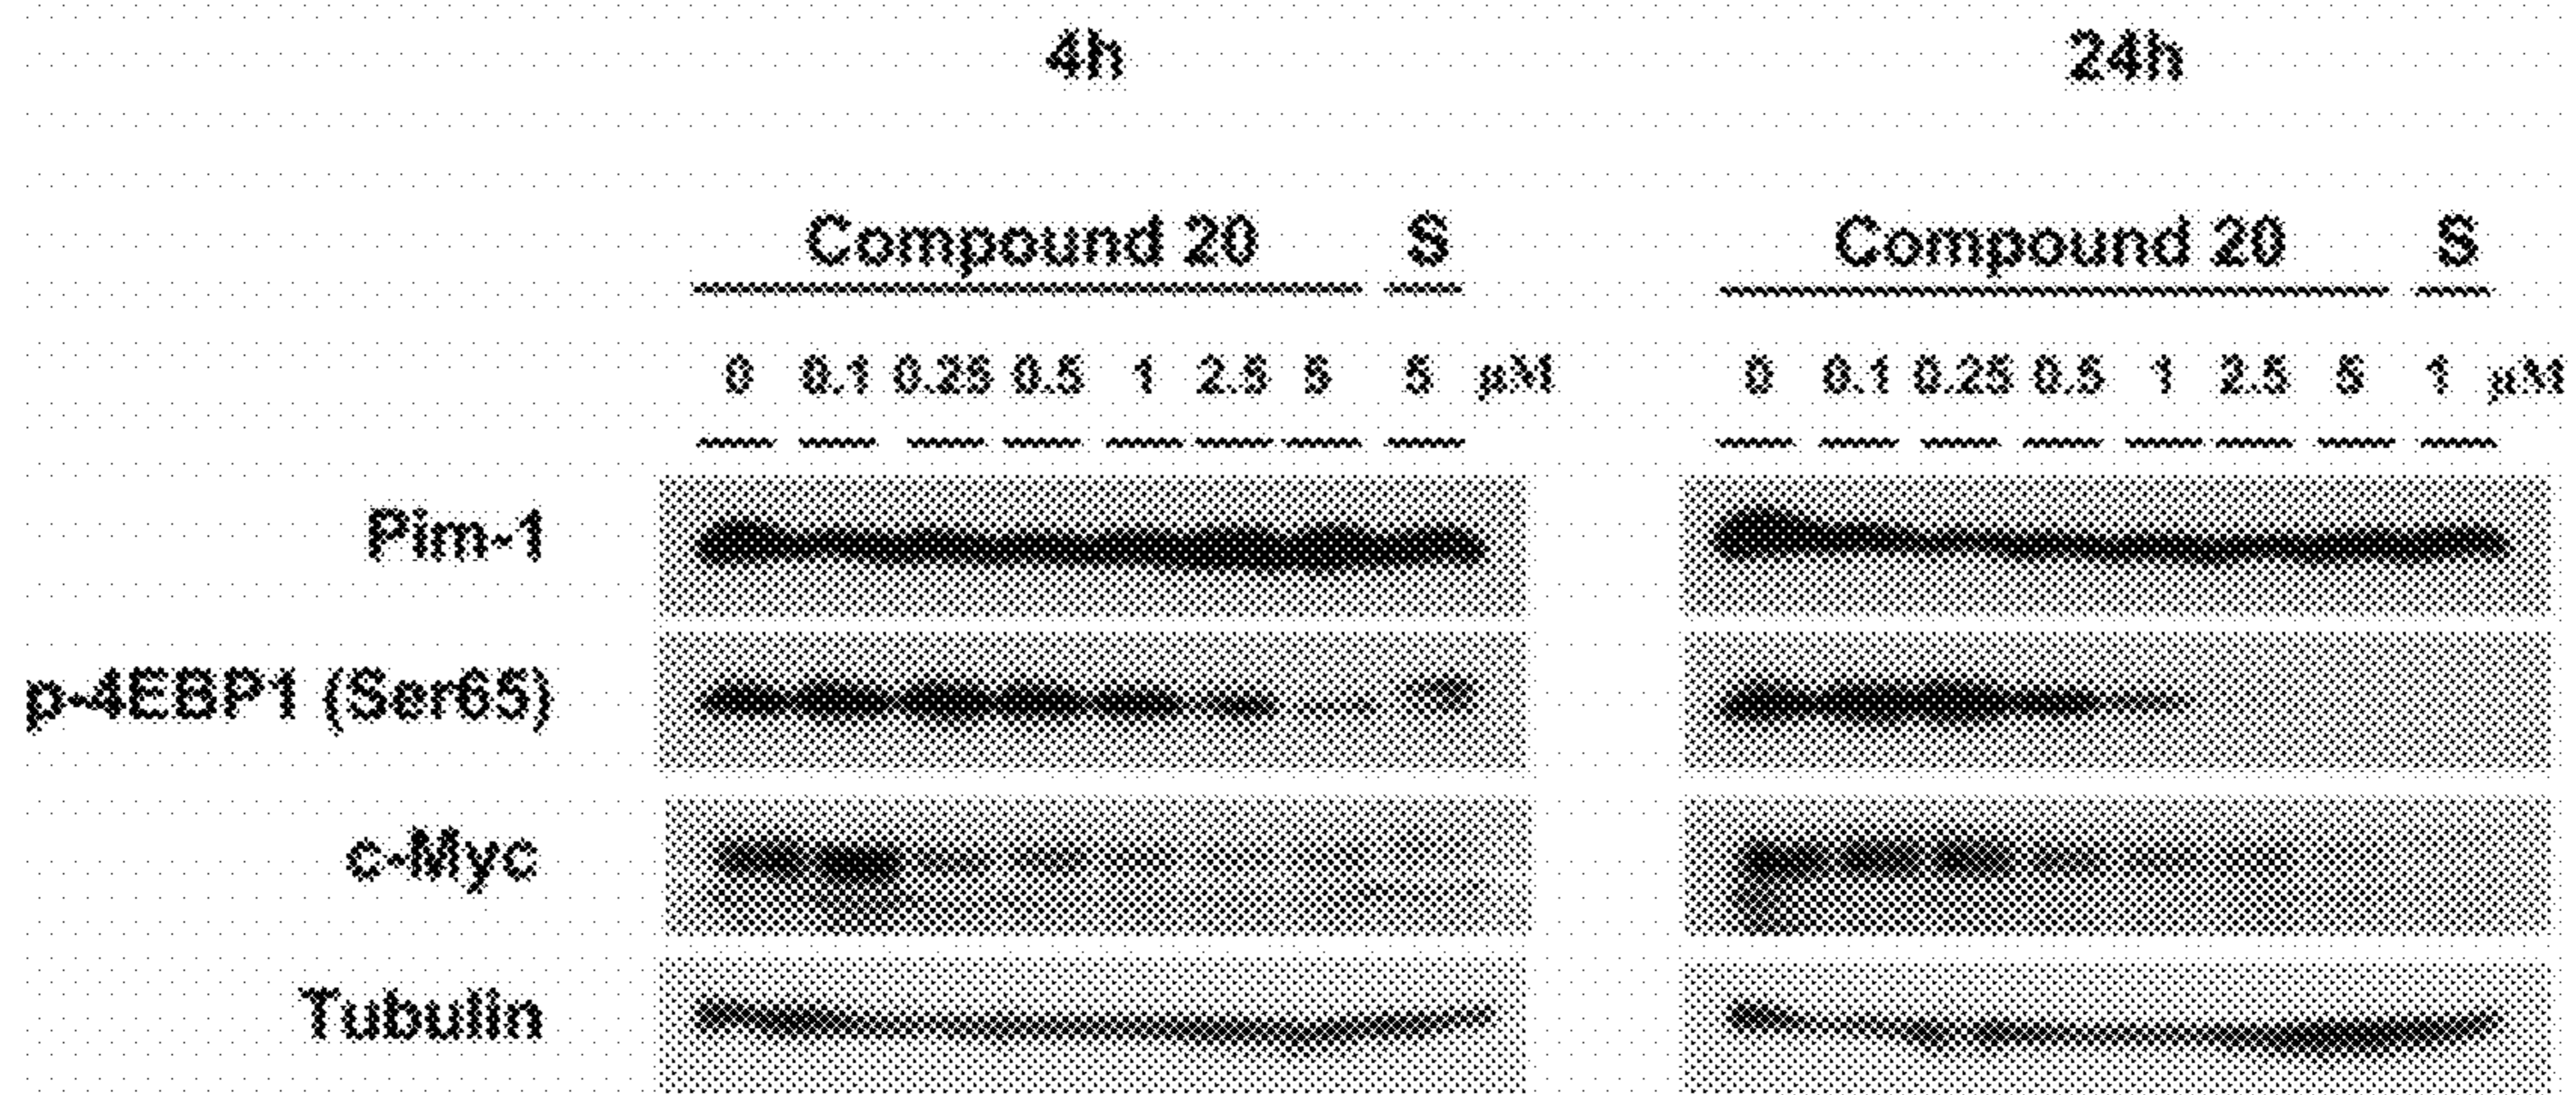 4h 24h
Compound 20 S Compound 20 S
0 0.1 0.25 0.5 1 2.5 5 5 µM 0 0.1 0.25 0.5 1 2.5 5 1 µM
Pim-1
p-4EBP1 (Ser65)
c-Myc
Tubulin